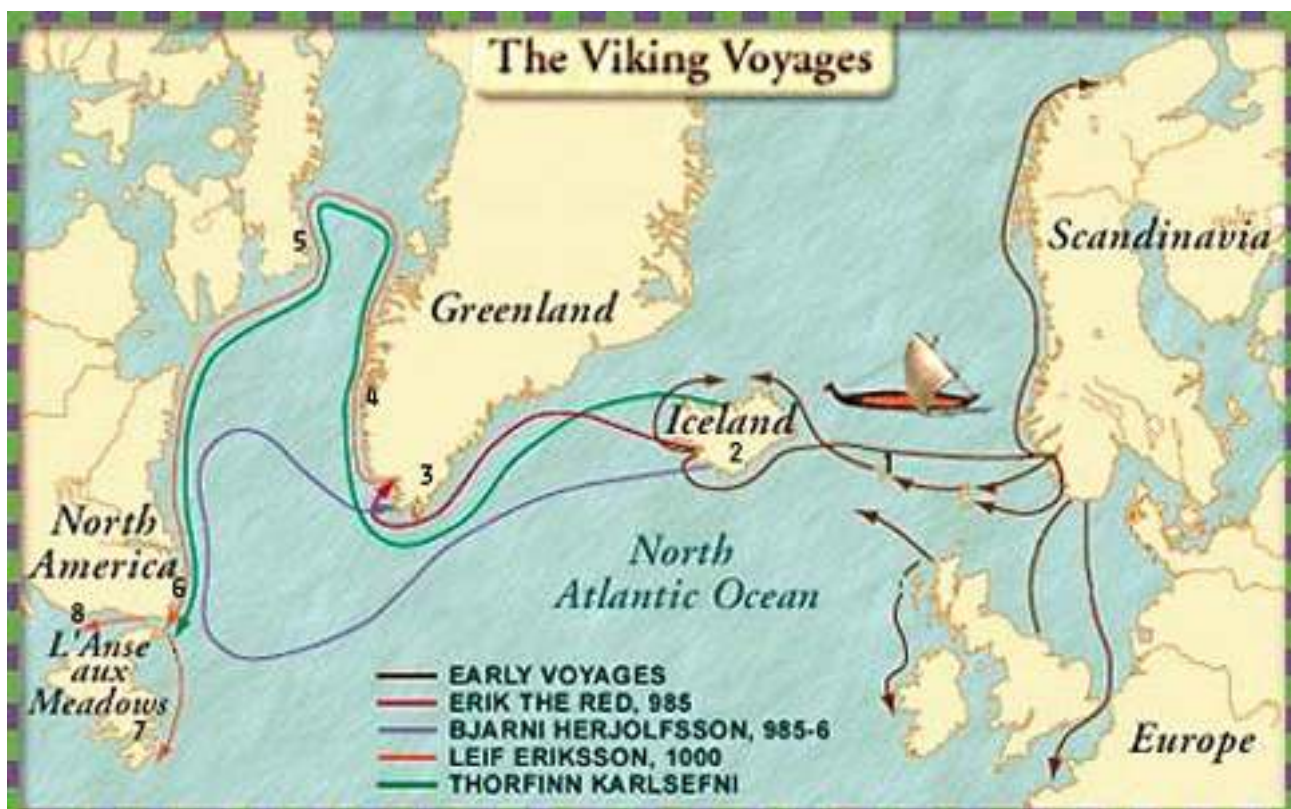 The Viking Voyages
Scandinavia
5
Greenland
4
Iceland
2
1
3
North
America
North
Atlantic Ocean
6
8
L'Anse
aux
Meadows
7
EARLY VOYAGES
ERIK THE RED, 985
BJARNI HERJOLFSSON, 985-6
LEIF ERIKSSON, 1000
THORFINN KARLSEFNI
Europe